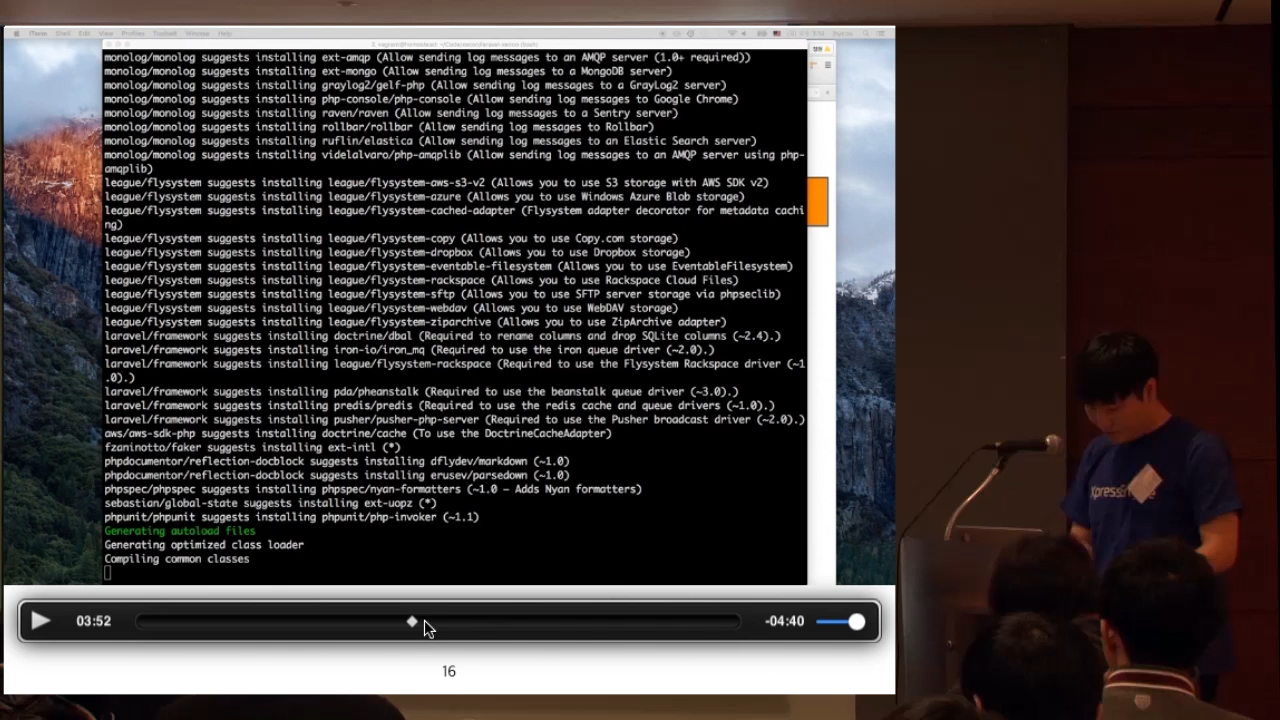 iTerm Shell Edit View Profiles Toolbelt Window Help
monolog/monolog suggests installing ext-amqp (Allow sending log messages to an AMQP server (1.0+ required))
monolog/monolog suggests installing ext-mongo (Allow sending log messages to a MongoDB server)
monolog/monolog suggests installing graylog2/gelf-php (Allow sending log messages to a GrayLog2 server)
monolog/monolog suggests installing php-console/php-console (Allow sending log messages to Google Chrome)
monolog/monolog suggests installing raven/raven (Allow sending log messages to a Sentry server)
monolog/monolog suggests installing rollbar/rollbar (Allow sending log messages to Rollbar)
monolog/monolog suggests installing ruflin/elastica (Allow sending log messages to an Elastic Search server)
monolog/monolog suggests installing videlalvaro/php-amqplib (Allow sending log messages to an AMQP server using php-
amqplib)
league/flysystem suggests installing league/flysystem-aws-s3-v2 (Allows you to use S3 storage with AWS SDK v2)
league/flysystem suggests installing league/flysystem-azure (Allows you to use Windows Azure Blob storage)
league/flysystem suggests installing league/flysystem-cached-adapter (Flysystem adapter decorator for metadata cachi
ng)
league/flysystem suggests installing league/flysystem-copy (Allows you to use Copy.com storage)
league/flysystem suggests installing league/flysystem-dropbox (Allows you to use Dropbox storage)
league/flysystem suggests installing league/flysystem-eventable-filesystem (Allows you to use EventableFilesystem)
league/flysystem suggests installing league/flysystem-rackspace (Allows you to use Rackspace Cloud Files)
league/flysystem suggests installing league/flysystem-sftp (Allows you to use SFTP server storage via phpseclib)
league/flysystem suggests installing league/flysystem-webdav (Allows you to use WebDAV storage)
league/flysystem suggests installing league/flysystem-ziparchive (Allows you to use ZipArchive adapter)
laravel/framework suggests installing doctrine/dbal (Required to rename columns and drop SQLite columns (~2.4).)
laravel/framework suggests installing iron-io/iron_mq (Required to use the iron queue driver (~2.0).)
laravel/framework suggests installing league/flysystem-rackspace (Required to use the Flysystem Rackspace driver (~1
.0).)
laravel/framework suggests installing pda/pheanstalk (Required to use the beanstalk queue driver (~3.0).)
laravel/framework suggests installing predis/predis (Required to use the redis cache and queue drivers (~1.0).)
laravel/framework suggests installing pusher/pusher-php-server (Required to use the Pusher broadcast driver (~2.0).)
aws/aws-sdk-php suggests installing doctrine/cache (To use the DoctrineCacheAdapter)
fzaninotto/faker suggests installing ext-intl (*)
phpdocumentor/reflection-docblock suggests installing dflydev/markdown (~1.0)
phpdocumentor/reflection-docblock suggests installing erusev/parsedown (~1.0)
phpspec/phpspec suggests installing phpspec/nyan-formatters (~1.0 – Adds Nyan formatters)
sebastian/global-state suggests installing ext-uopz (*)
phpunit/phpunit suggests installing phpunit/php-invoker (~1.1)
Generating autoload files
Generating optimized class loader
Compiling common classes
03:52
-04:40
16